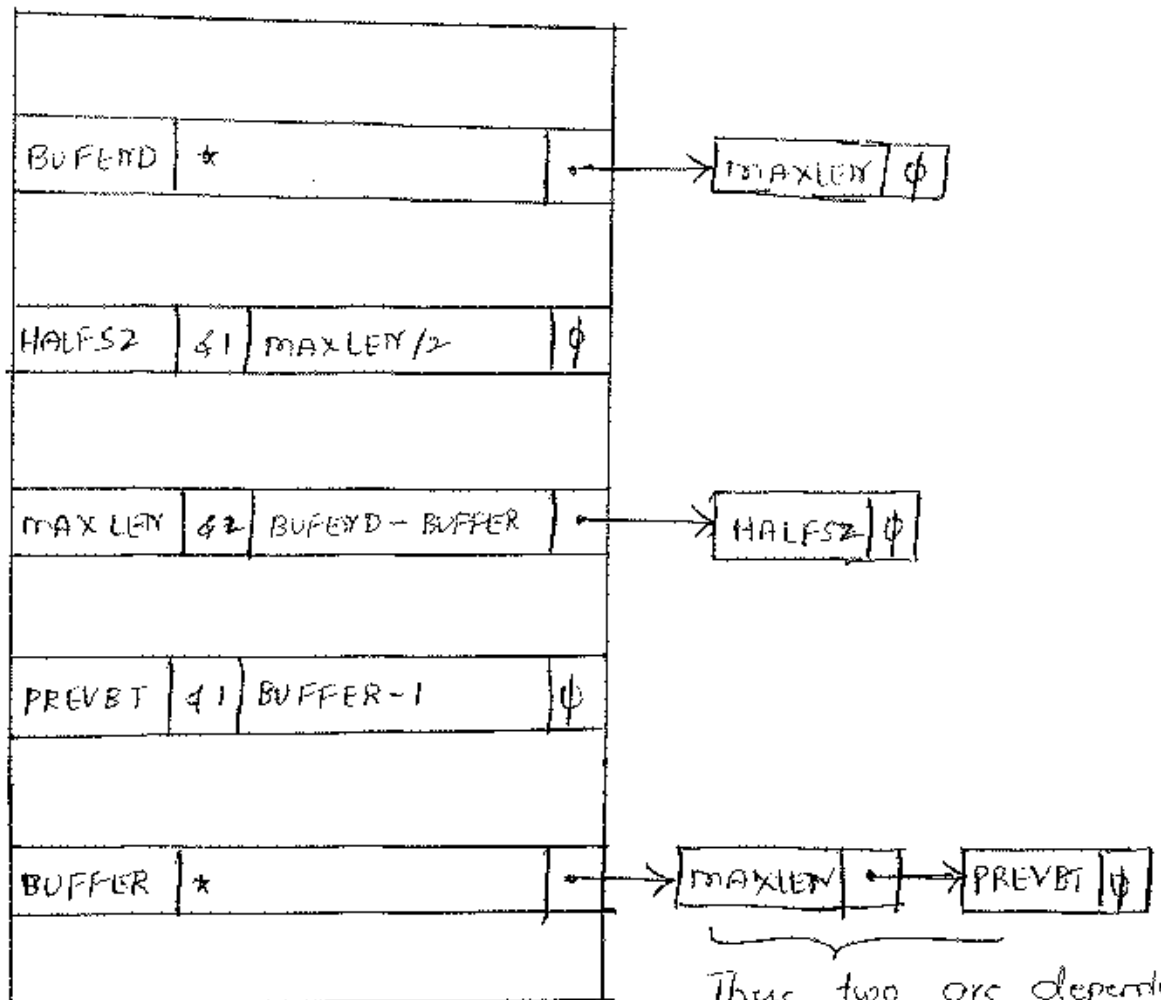 BUFEND * MAXLEN ϕ
HALFSZ &1 MAXLEN/2 ϕ
MAXLEN &2 BUFEND - BUFFER HALFSZ ϕ
PREVBT &1 BUFFER-1 ϕ
BUFFER * MAXLEN PREVBT ϕ
These two are